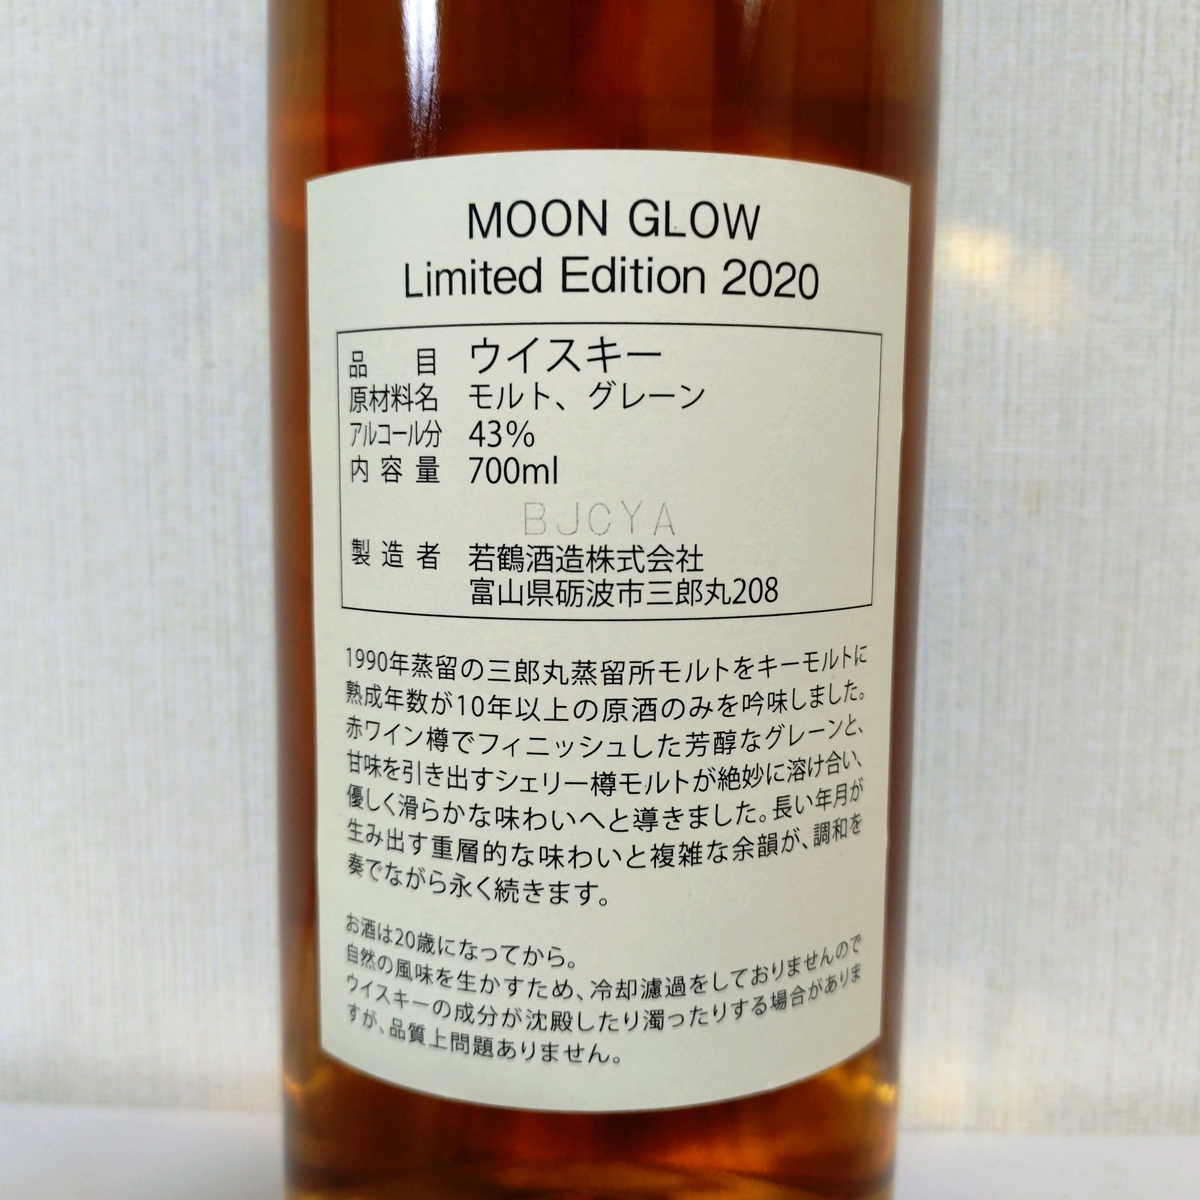 MOON GLOW
Limited Edition 2020
品目 ウイスキー
原材料名 モルト、グレーン
アルコール分 43%
内容量 700ml
BJCYA
製造者 若鶴酒造株式会社
富山県砺波市三郎丸208
1990年蒸留の三郎丸蒸留所モルトをキーモルトに
熟成年数が10年以上の原酒のみを吟味しました。
赤ワイン樽でフィニッシュした芳醇なグレーンと、
甘味を引き出すシェリー樽モルトが絶妙に溶け合い、
優しく滑らかな味わいへと導きました。長い年月が
生み出す重層的な味わいと複雑な余韻が、調和を
奏でながら永く続きます。
お酒は20歳になってから。
自然の風味を生かすため、冷却濾過をしておりませんので
ウイスキーの成分が沈殿したり濁ったりする場合がありま
すが、品質上問題ありません。